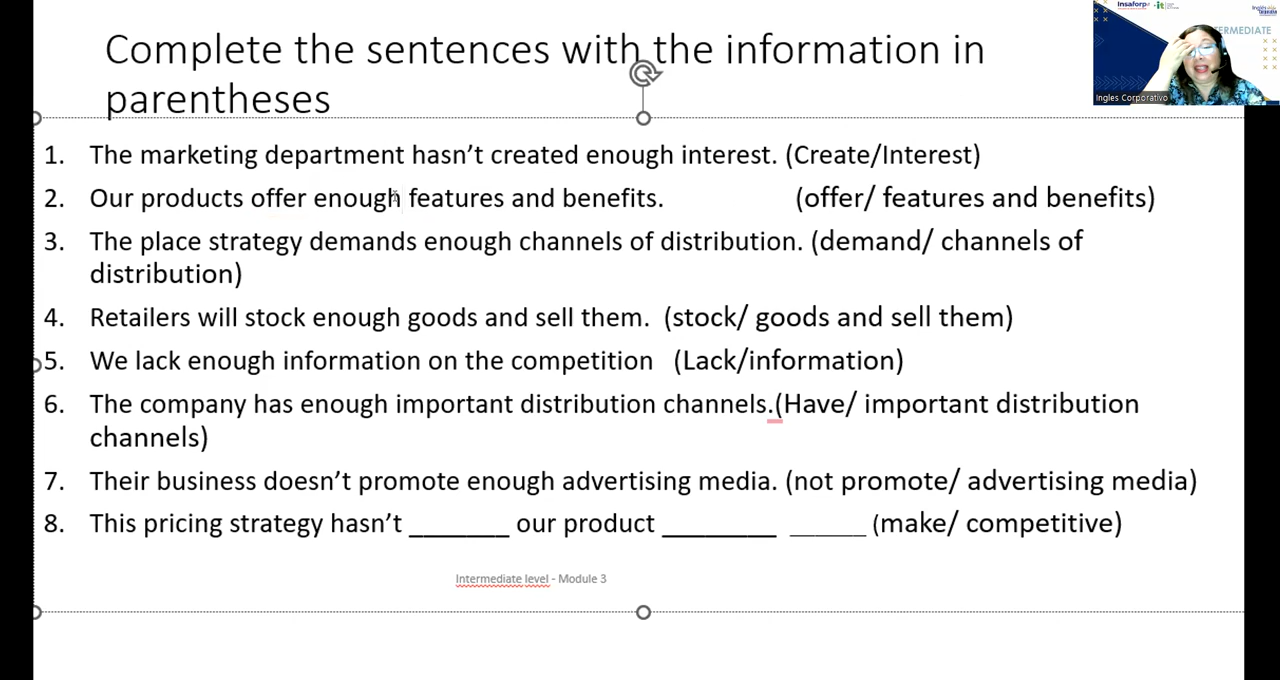 Complete the sentences with the information in
parentheses
1. The marketing department hasn't created enough interest. (Create/Interest)
2. Our products offer enough features and benefits. (offer/ features and benefits)
3. The place strategy demands enough channels of distribution. (demand/ channels of
distribution)
4. Retailers will stock enough goods and sell them. (stock/ goods and sell them)
5. We lack enough information on the competition (Lack/information)
6. The company has enough important distribution channels.(Have/ important distribution
channels)
7. Their business doesn't promote enough advertising media. (not promote/ advertising media)
8. This pricing strategy hasn't _______ our product ________ ______ (make/ competitive)
Intermediate level - Module 3
Insaforp
ERMEDIATE
Ingles Corporativo